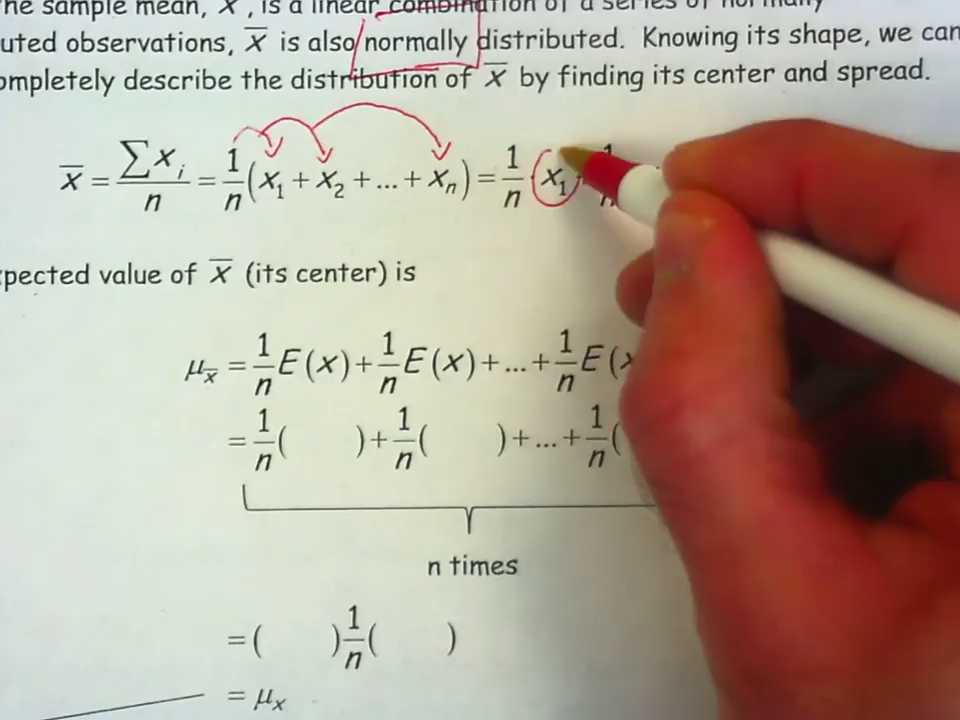 he sample mean, x̅, is a linear combination of a series of normally
uted observations, x̅ is also normally distributed. Knowing its shape, we can
ompletely describe the distribution of x̅ by finding its center and spread.
x̅ = ∑xᵢ/n = 1/n (x₁ + x₂ + ... + xₙ) = 1/n (x₁)
pected value of x̅ (its center) is
μx̅ = 1/n E(x) + 1/n E(x) + ... + 1/n E(x
= 1/n ( ) + 1/n ( ) + ... + 1/n (
n times
= ( ) 1/n ( )
= μₓ